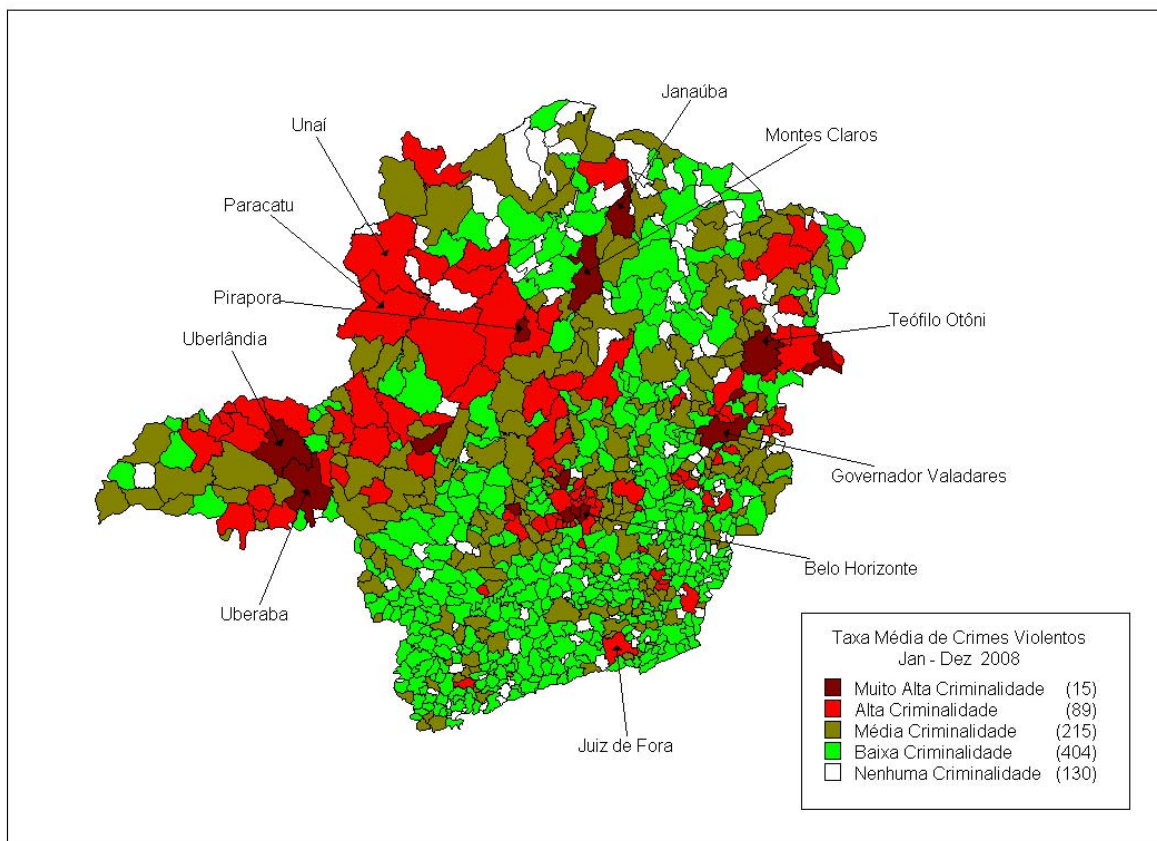 Janaúba
Unaí
Montes Claros
Paracatu
Pirapora
Teófilo Otôni
Uberlândia
Governador Valadares
Belo Horizonte
Uberaba
Juiz de Fora
Taxa Média de Crimes Violentos
Jan - Dez 2008
Muito Alta Criminalidade (15)
Alta Criminalidade (89)
Média Criminalidade (215)
Baixa Criminalidade (404)
Nenhuma Criminalidade (130)